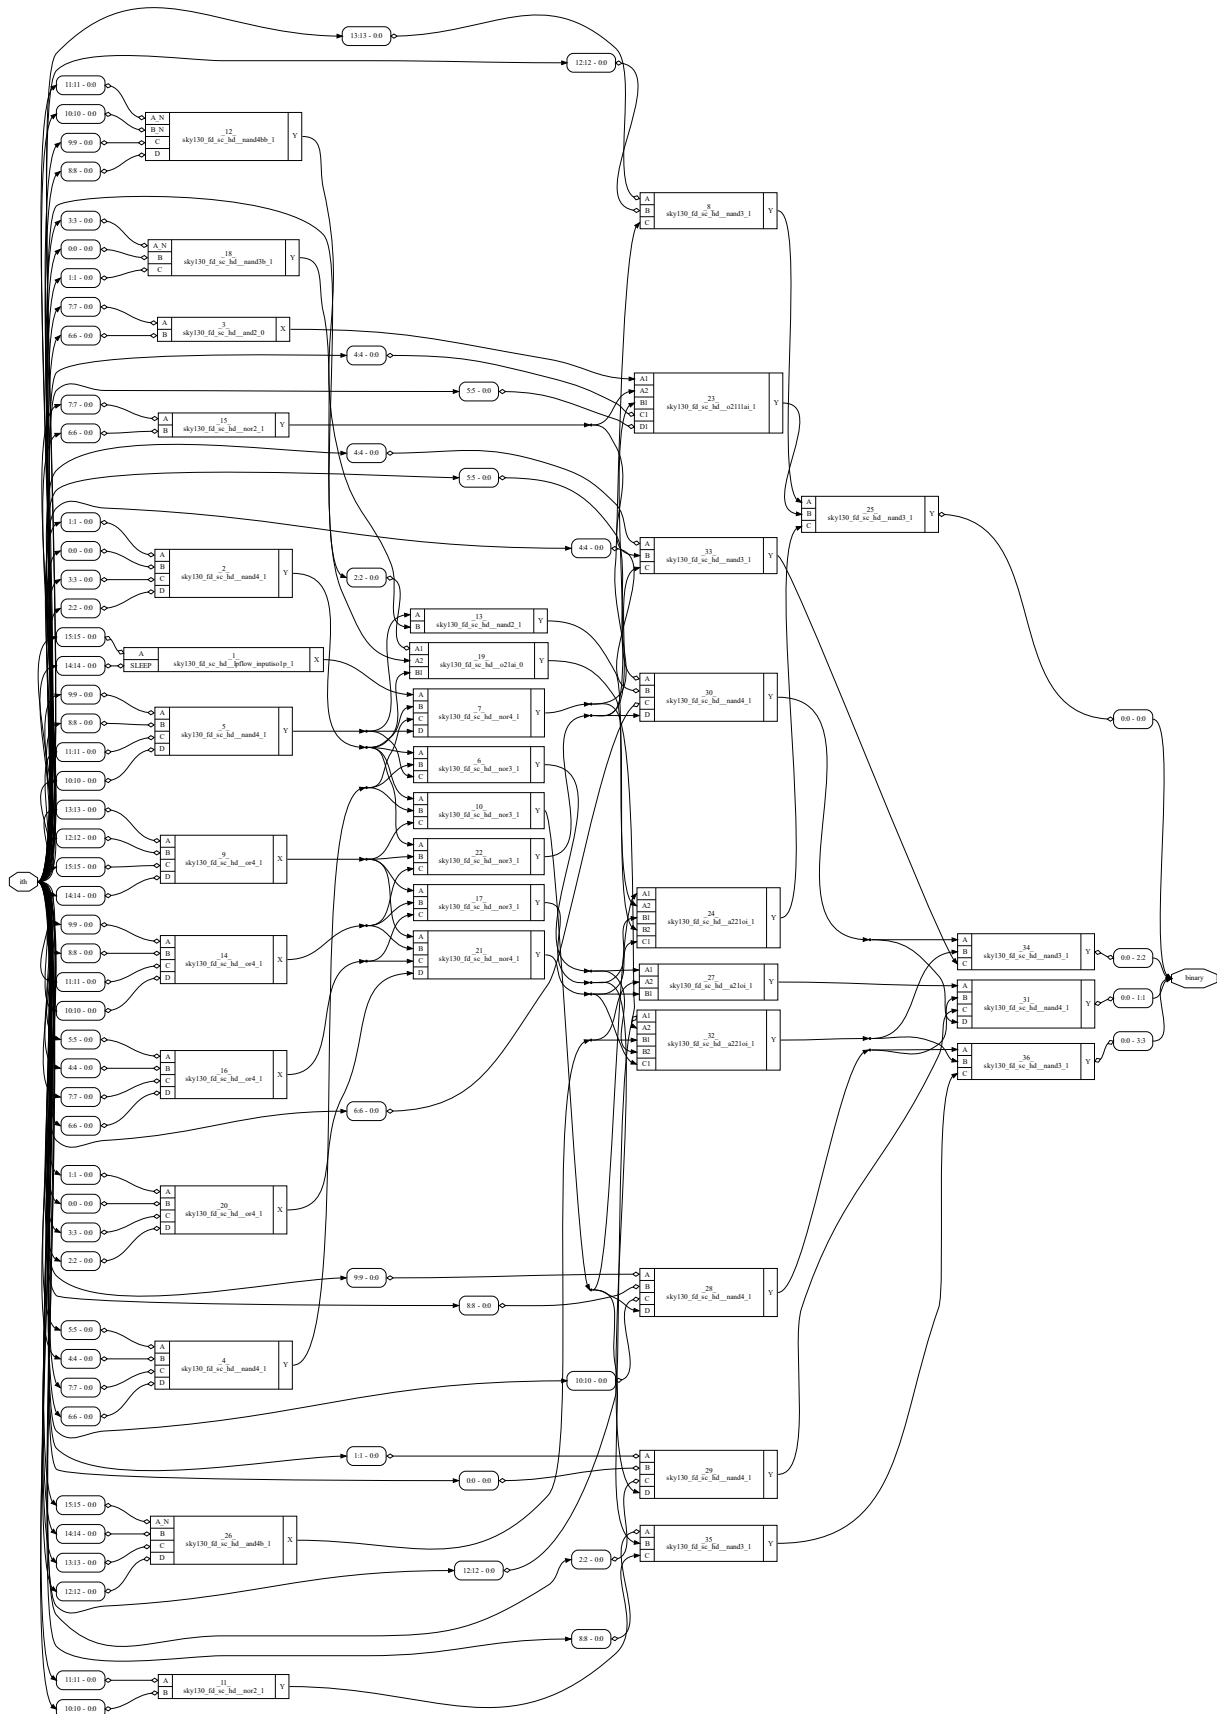 13:13 - 0:0
12:12 - 0:0
11:11 - 0:0
10:10 - 0:0
9:9 - 0:0
8:8 - 0:0
A_N
B_N
C
D
_12_
sky130_fd_sc_hd__nand4bb_1
Y
A
B
C
_8_
sky130_fd_sc_hd__nand3_1
Y
3:3 - 0:0
0:0 - 0:0
1:1 - 0:0
A_N
B
C
_18_
sky130_fd_sc_hd__nand3b_1
Y
7:7 - 0:0
6:6 - 0:0
A
B
_3_
sky130_fd_sc_hd__and2_0
X
4:4 - 0:0
5:5 - 0:0
A1
A2
B1
C1
D1
_23_
sky130_fd_sc_hd__o2111ai_1
Y
7:7 - 0:0
6:6 - 0:0
A
B
_15_
sky130_fd_sc_hd__nor2_1
Y
4:4 - 0:0
5:5 - 0:0
A
B
C
_25_
sky130_fd_sc_hd__nand3_1
Y
1:1 - 0:0
0:0 - 0:0
3:3 - 0:0
2:2 - 0:0
A
B
C
D
_2_
sky130_fd_sc_hd__nand4_1
Y
4:4 - 0:0
A
B
C
_33_
sky130_fd_sc_hd__nand3_1
Y
2:2 - 0:0
A
B
_13_
sky130_fd_sc_hd__nand2_1
Y
15:15 - 0:0
14:14 - 0:0
A
SLEEP
_1_
sky130_fd_sc_hd__lpflow_inputiso1p_1
X
A1
A2
B1
_19_
sky130_fd_sc_hd__o21ai_0
Y
A
B
C
D
_30_
sky130_fd_sc_hd__nand4_1
Y
9:9 - 0:0
8:8 - 0:0
11:11 - 0:0
10:10 - 0:0
A
B
C
D
_5_
sky130_fd_sc_hd__nand4_1
Y
A
B
C
D
_7_
sky130_fd_sc_hd__nor4_1
Y
0:0 - 0:0
A
B
C
_6_
sky130_fd_sc_hd__nor3_1
Y
A
B
C
_10_
sky130_fd_sc_hd__nor3_1
Y
13:13 - 0:0
12:12 - 0:0
15:15 - 0:0
14:14 - 0:0
A
B
C
D
_9_
sky130_fd_sc_hd__or4_1
X
A
B
C
_22_
sky130_fd_sc_hd__nor3_1
Y
ith
A
B
C
_17_
sky130_fd_sc_hd__nor3_1
Y
A1
A2
B1
B2
C1
_24_
sky130_fd_sc_hd__a221oi_1
Y
9:9 - 0:0
8:8 - 0:0
11:11 - 0:0
10:10 - 0:0
A
B
C
D
_14_
sky130_fd_sc_hd__or4_1
X
A
B
C
D
_21_
sky130_fd_sc_hd__nor4_1
Y
A
B
C
_34_
sky130_fd_sc_hd__nand3_1
Y
0:0 - 2:2
A1
A2
B1
_27_
sky130_fd_sc_hd__a21oi_1
Y
binary
A
B
C
D
_31_
sky130_fd_sc_hd__nand4_1
Y
0:0 - 1:1
A1
A2
B1
B2
C1
_32_
sky130_fd_sc_hd__a221oi_1
Y
A
B
C
_36_
sky130_fd_sc_hd__nand3_1
Y
0:0 - 3:3
5:5 - 0:0
4:4 - 0:0
7:7 - 0:0
6:6 - 0:0
A
B
C
D
_16_
sky130_fd_sc_hd__or4_1
X
6:6 - 0:0
1:1 - 0:0
0:0 - 0:0
3:3 - 0:0
2:2 - 0:0
A
B
C
D
_20_
sky130_fd_sc_hd__or4_1
X
9:9 - 0:0
8:8 - 0:0
A
B
C
D
_28_
sky130_fd_sc_hd__nand4_1
Y
5:5 - 0:0
4:4 - 0:0
7:7 - 0:0
6:6 - 0:0
A
B
C
D
_4_
sky130_fd_sc_hd__nand4_1
Y
10:10 - 0:0
1:1 - 0:0
0:0 - 0:0
A
B
C
D
_29_
sky130_fd_sc_hd__nand4_1
Y
15:15 - 0:0
14:14 - 0:0
13:13 - 0:0
12:12 - 0:0
A_N
B
C
D
_26_
sky130_fd_sc_hd__and4b_1
X
12:12 - 0:0
2:2 - 0:0
A
B
C
_35_
sky130_fd_sc_hd__nand3_1
Y
8:8 - 0:0
11:11 - 0:0
10:10 - 0:0
A
B
_11_
sky130_fd_sc_hd__nor2_1
Y